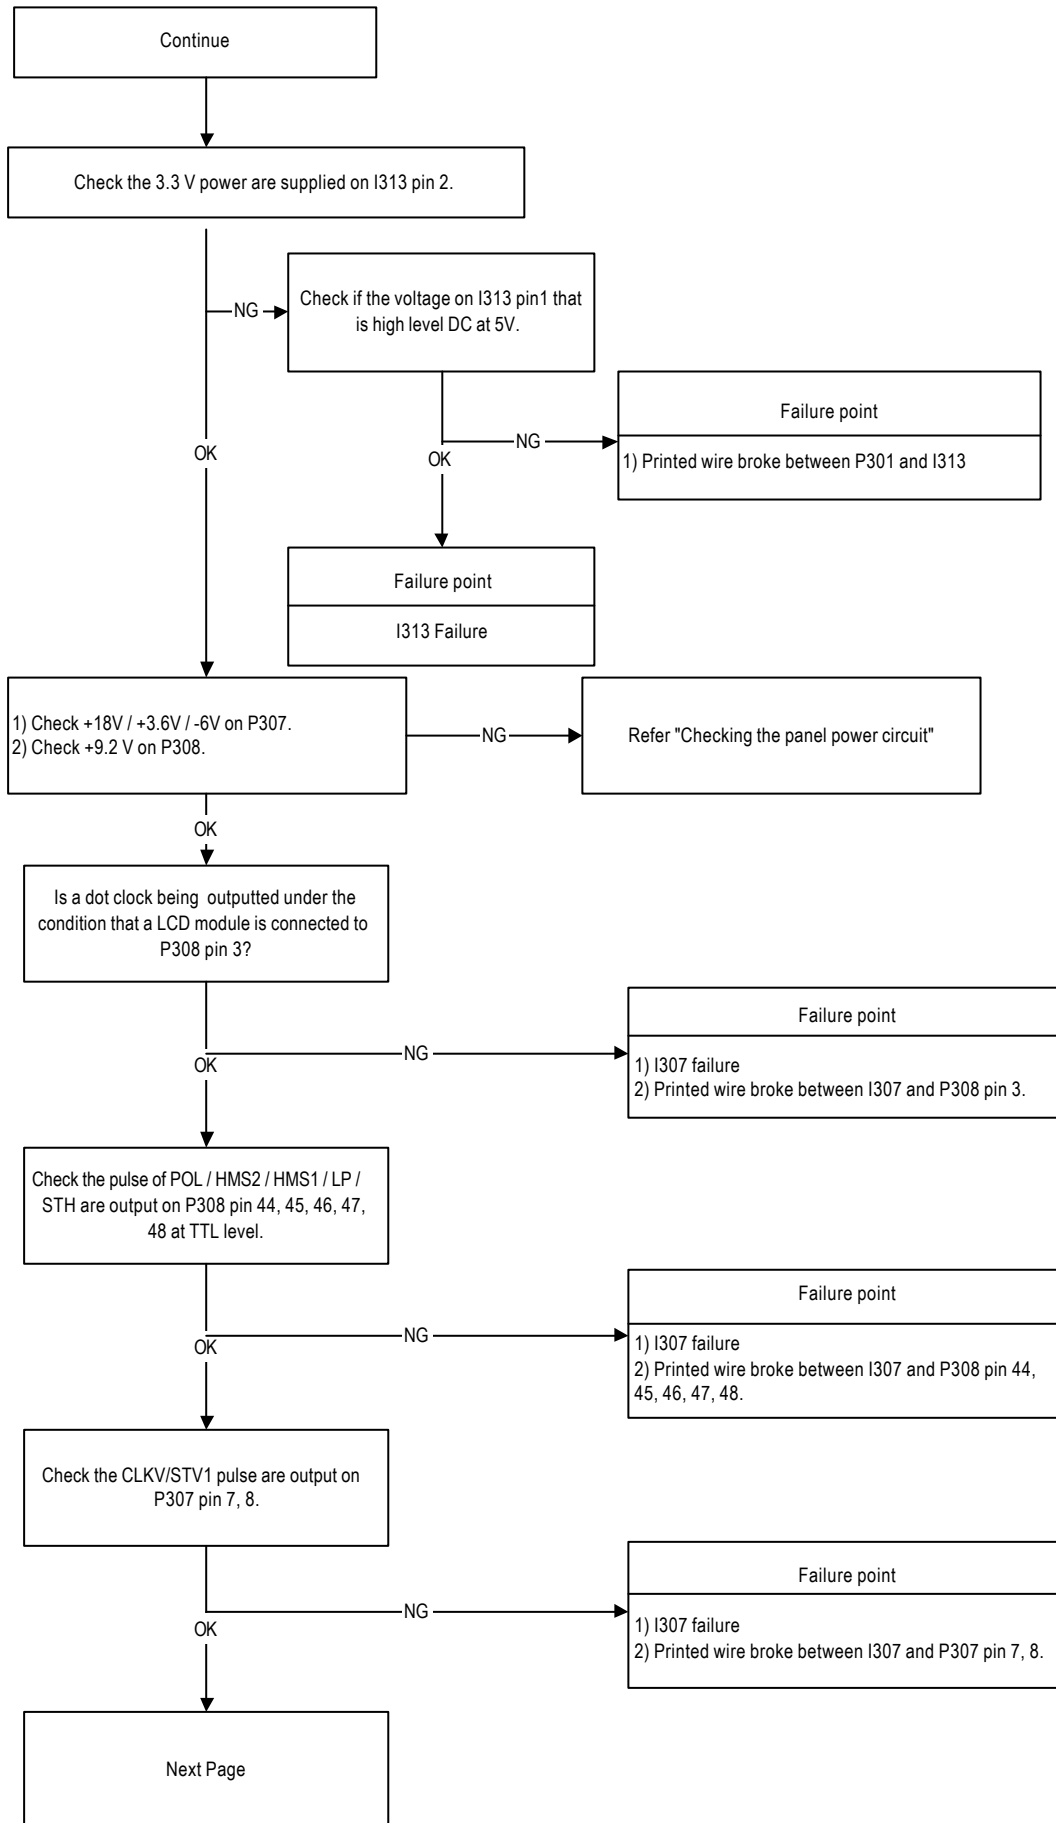 Continue
Check the 3.3 V power are supplied on I313 pin 2.
NG
Check if the voltage on I313 pin1 that
is high level DC at 5V.
OK
NG
OK
Failure point
1) Printed wire broke between P301 and I313
Failure point
I313 Failure
1) Check +18V / +3.6V / -6V on P307.
2) Check +9.2 V on P308.
NG
Refer "Checking the panel power circuit"
OK
Is a dot clock being outputted under the
condition that a LCD module is connected to
P308 pin 3?
NG
OK
Failure point
1) I307 failure
2) Printed wire broke between I307 and P308 pin 3.
Check the pulse of POL / HMS2 / HMS1 / LP /
STH are output on P308 pin 44, 45, 46, 47,
48 at TTL level.
NG
OK
Failure point
1) I307 failure
2) Printed wire broke between I307 and P308 pin 44,
45, 46, 47, 48.
Check the CLKV/STV1 pulse are output on
P307 pin 7, 8.
NG
OK
Failure point
1) I307 failure
2) Printed wire broke between I307 and P307 pin 7, 8.
Next Page